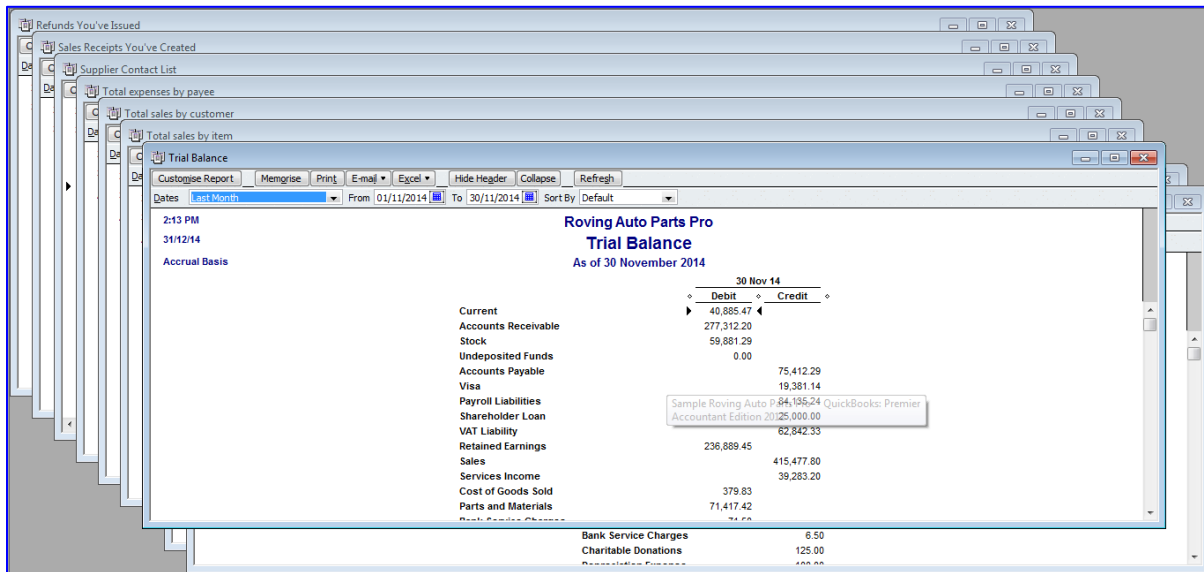 Refunds You've Issued
Sales Receipts You've Created
Supplier Contact List
Total expenses by payee
Total sales by customer
Total sales by item
Trial Balance
Customise Report Memorise Print E-mail Excel Hide Header Collapse Refresh
Dates Last Month From 01/11/2014 To 30/11/2014 Sort By Default
2:13 PM
31/12/14
Accrual Basis
Roving Auto Parts Pro
Trial Balance
As of 30 November 2014
30 Nov 14
Debit Credit
Current 40,885.47
Accounts Receivable 277,312.20
Stock 59,881.29
Undeposited Funds 0.00
Accounts Payable 75,412.29
Visa 19,381.14
Payroll Liabilities 84,135.24
Sample Roving Auto Parts Pro - QuickBooks: Premier
Shareholder Loan 25,000.00
Accountant Edition
VAT Liability 62,842.33
Retained Earnings 236,889.45
Sales 415,477.80
Services Income 39,283.20
Cost of Goods Sold 379.83
Parts and Materials 71,417.42
Bank Service Charges 6.50
Charitable Donations 125.00